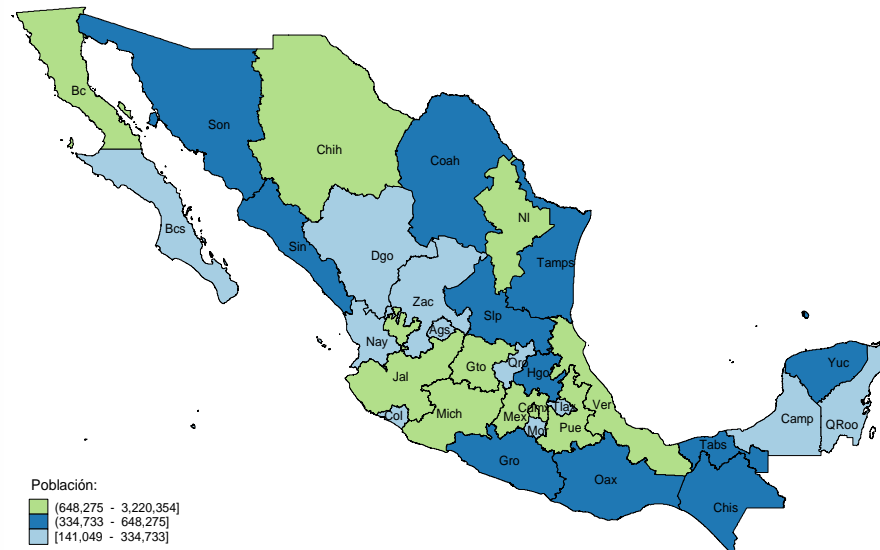 Bc
Son
Chih
Coah
Nl
Bcs
Sin
Dgo
Tamps
Zac
Slp
Nay
Ags
Jal
Gto
Qro
Hgo
Yuc
Col
Mich
Mex
Cdmx
Tlax
Ver
Mor
Pue
Camp
QRoo
Gro
Oax
Tabs
Chis
Población:
(648,275 - 3,220,354]
(334,733 - 648,275]
[141,049 - 334,733]